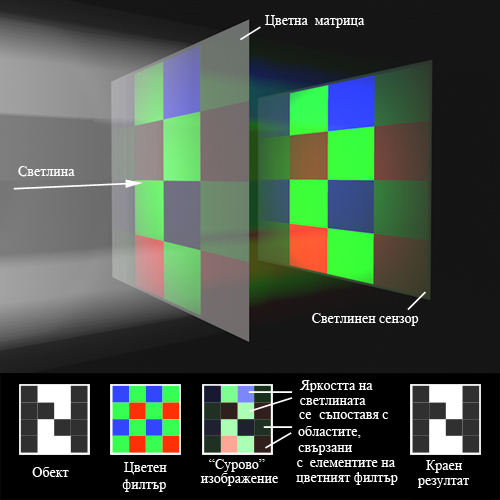 Цветна матрица
Светлина
Светлинен сензор
Обект
Цветен
филтър
“Сурово”
изображение
Яркостта на
светлината
се съпоставя с
областите,
свързани
с елементите на
цветният филтър
Краен
резултат